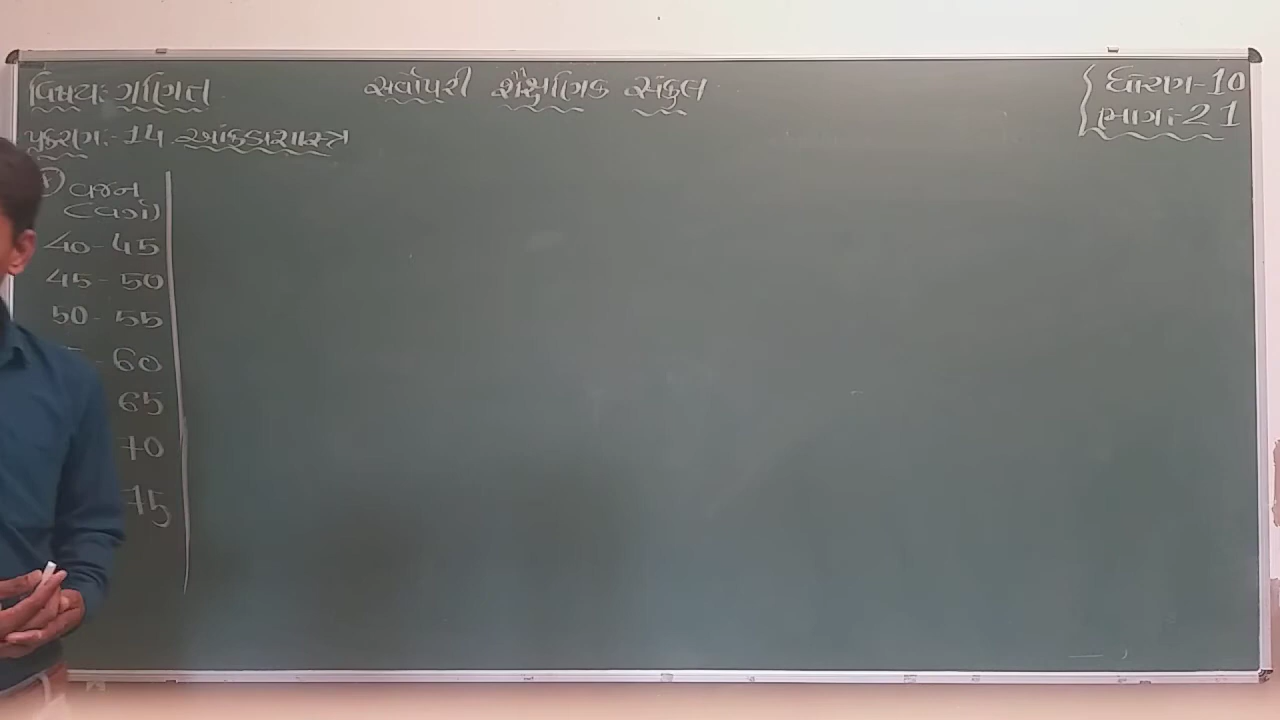 વિષય: ગણિત
સર્વોપરી શૈક્ષણિક સંકુલ
ધોરણ-10
ભાગ:-21
પ્રકરણ:-14 આંકડાશાસ્ત્ર
વજન
(વર્ગ)
40-45
45-50
50-55
- 60
65
70
75